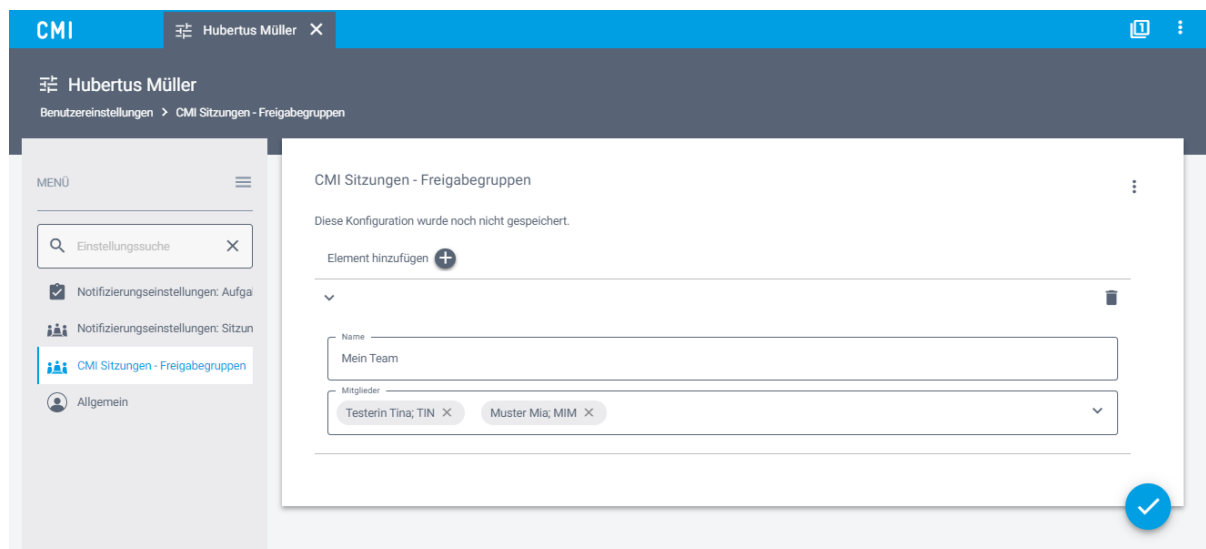 CMI
Hubertus Müller
1
Hubertus Müller
Benutzereinstellungen > CMI Sitzungen - Freigabegruppen
MENÜ
Einstellungssuche
Notifizierungseinstellungen: Aufga
Notifizierungseinstellungen: Sitzun
CMI Sitzungen - Freigabegruppen
Allgemein
CMI Sitzungen - Freigabegruppen
Diese Konfiguration wurde noch nicht gespeichert.
Element hinzufügen
Name
Mein Team
Mitglieder
Testerin Tina; TIN
Muster Mia; MIM